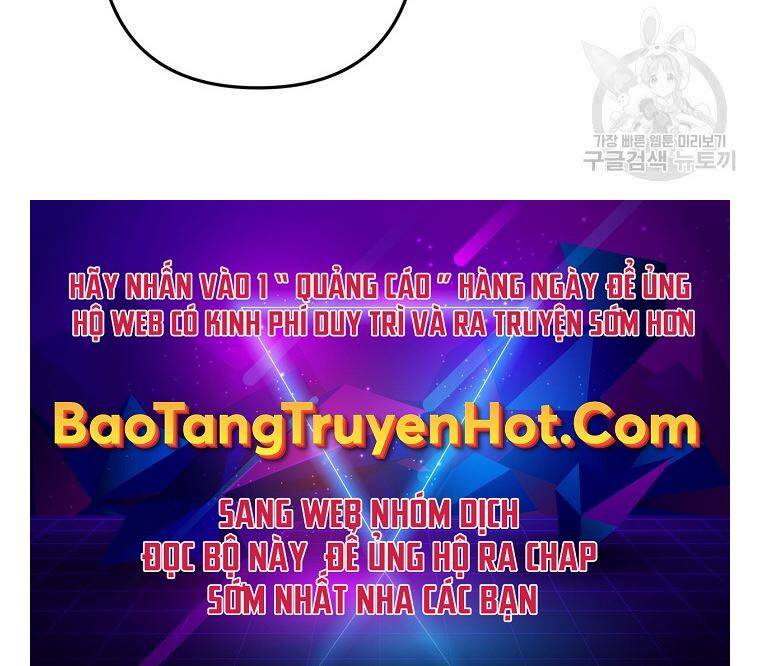 가장 빠른 웹툰 미리보기
구글검색 뉴토끼
HÃY NHẤN VÀO 1 “ QUẢNG CÁO ” HÀNG NGÀY ĐỂ ỦNG
HỘ WEB CÓ KINH PHÍ DUY TRÌ VÀ RA TRUYỆN SỚM HƠN
BaoTangTruyenHot.Com
SANG WEB NHÓM DỊCH
ĐỌC BỘ NÀY ĐỂ ỦNG HỘ RA CHAP
SỚM NHẤT NHA CÁC BẠN